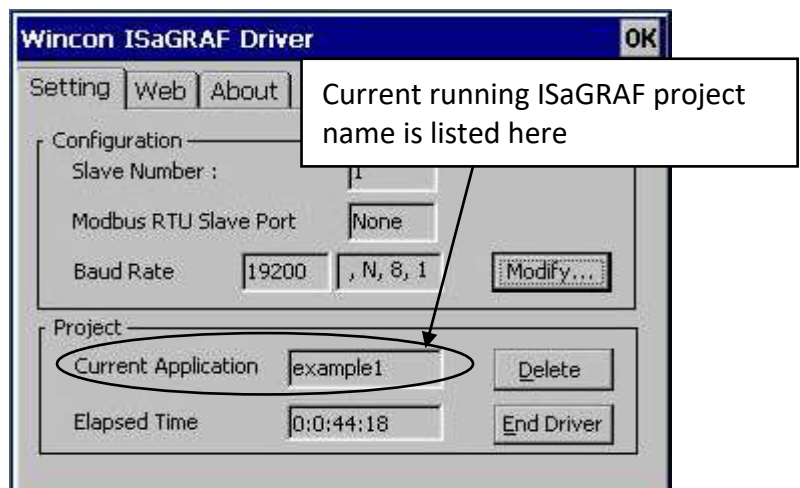 Wincon ISaGRAF Driver OK
Setting Web About
Current running ISaGRAF project
name is listed here
Configuration
Slave Number : 1
Modbus RTU Slave Port None
Baud Rate 19200 , N, 8, 1 Modify...
Project
Current Application example1 Delete
Elapsed Time 0:0:44:18 End Driver